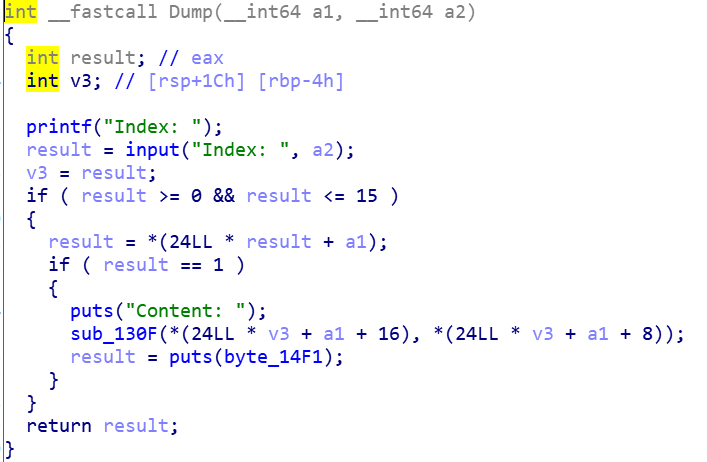 int __fastcall Dump(__int64 a1, __int64 a2)
{
  int result; // eax
  int v3; // [rsp+1Ch] [rbp-4h]

  printf("Index: ");
  result = input("Index: ", a2);
  v3 = result;
  if ( result >= 0 && result <= 15 )
  {
    result = *(24LL * result + a1);
    if ( result == 1 )
    {
      puts("Content: ");
      sub_130F(*(24LL * v3 + a1 + 16), *(24LL * v3 + a1 + 8));
      result = puts(byte_14F1);
    }
  }
  return result;
}